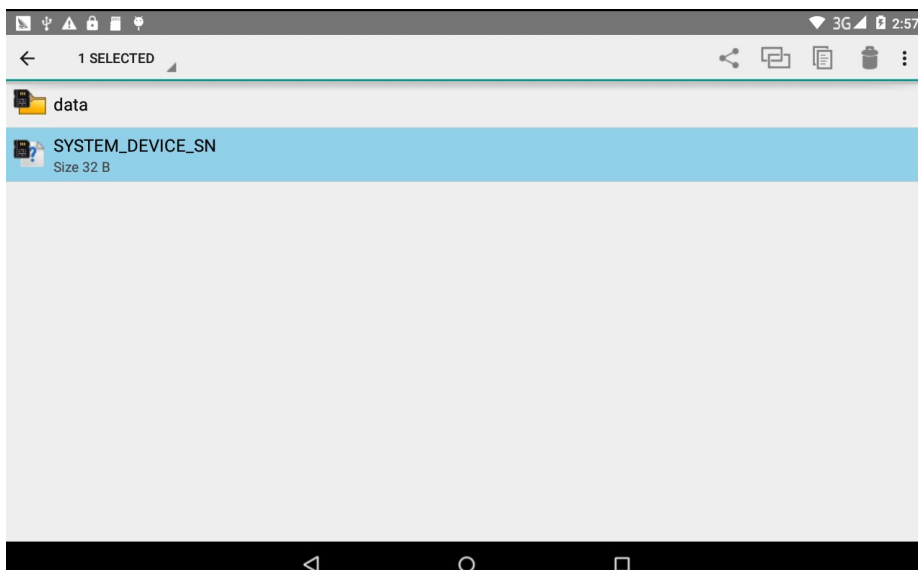 3G 2:57
1 SELECTED
data
SYSTEM_DEVICE_SN
Size 32 B